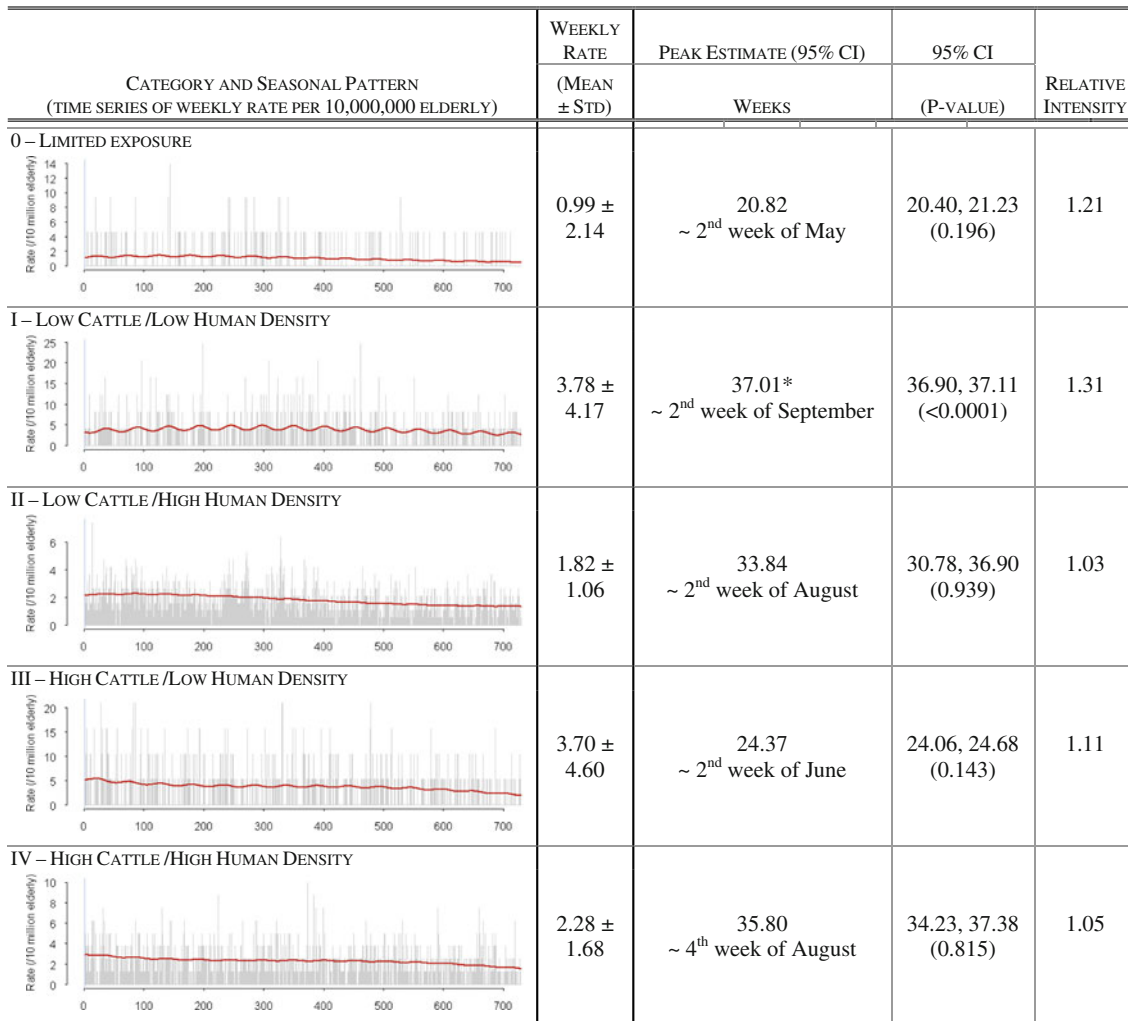 CATEGORY AND SEASONAL PATTERN
(TIME SERIES OF WEEKLY RATE PER 10,000,000 ELDERLY)
WEEKLY
RATE
(MEAN
± STD)
PEAK ESTIMATE (95% CI)
WEEKS
95% CI
(P-VALUE)
RELATIVE
INTENSITY
0 – LIMITED EXPOSURE
Rate (/10 million elderly)
14
12
10
8
6
4
2
0
0 100 200 300 400 500 600 700
0.99 ±
2.14
20.82
~ 2nd week of May
20.40, 21.23
(0.196)
1.21
I – LOW CATTLE /LOW HUMAN DENSITY
Rate (/10 million elderly)
25
20
15
10
5
0
0 100 200 300 400 500 600 700
3.78 ±
4.17
37.01*
~ 2nd week of September
36.90, 37.11
(<0.0001)
1.31
II – LOW CATTLE /HIGH HUMAN DENSITY
Rate (/10 million elderly)
6
4
2
0
0 100 200 300 400 500 600 700
1.82 ±
1.06
33.84
~ 2nd week of August
30.78, 36.90
(0.939)
1.03
III – HIGH CATTLE /LOW HUMAN DENSITY
Rate (/10 million elderly)
20
15
10
5
0
0 100 200 300 400 500 600 700
3.70 ±
4.60
24.37
~ 2nd week of June
24.06, 24.68
(0.143)
1.11
IV – HIGH CATTLE /HIGH HUMAN DENSITY
Rate (/10 million elderly)
10
8
6
4
2
0
0 100 200 300 400 500 600 700
2.28 ±
1.68
35.80
~ 4th week of August
34.23, 37.38
(0.815)
1.05